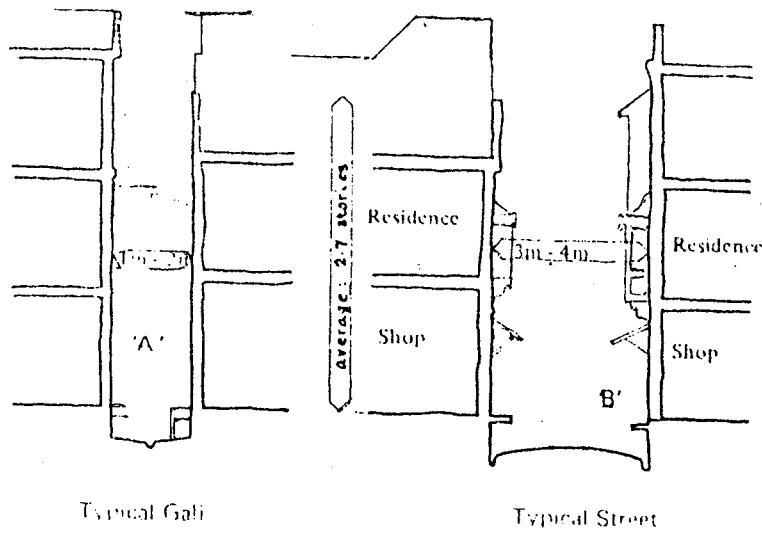 average: 2.7 stories
Residence
3m - 4m
Residence
'A'
Shop
Shop
'B'
Typical Gali
Typical Street